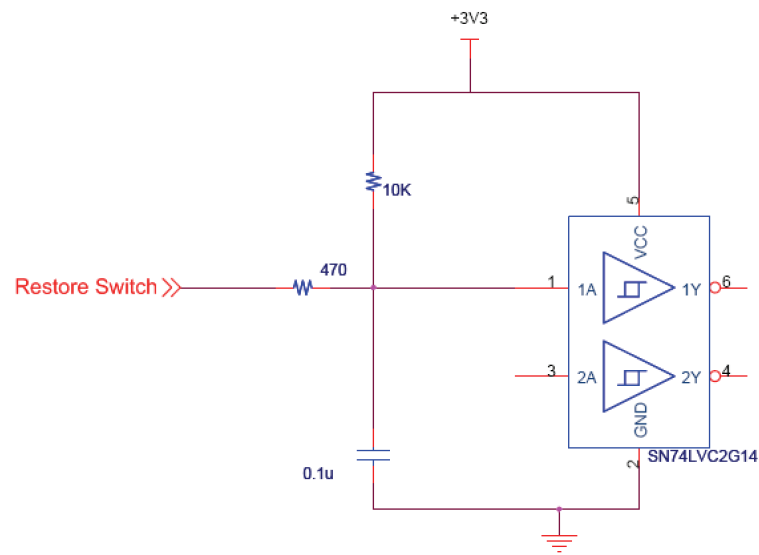 +3V3
10K
5
VCC
Restore Switch
470
1
1A
1Y
6
3
2A
2Y
4
GND
2
SN74LVC2G14
0.1u